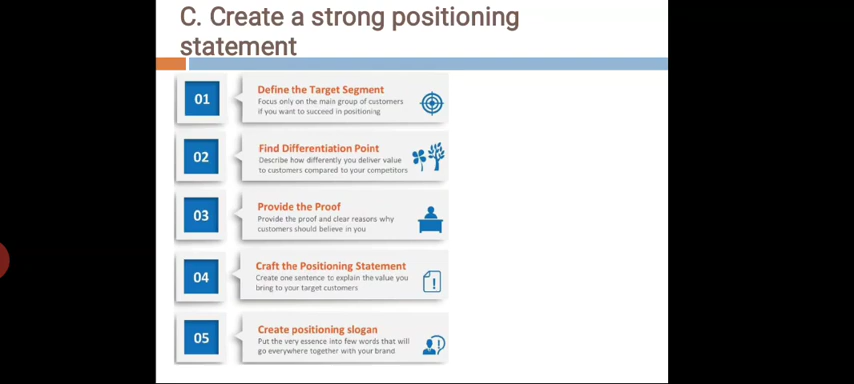 C. Create a strong positioning
statement
01
Define the Target Segment
Focus only on the main group of customers
if you want to succeed in positioning
02
Find Differentiation Point
Describe how differently you deliver value
to customers compared to your competitors
03
Provide the Proof
Provide the proof and clear reasons why
customers should believe in you
04
Craft the Positioning Statement
Create one sentence to explain the value you
bring to your target customers
05
Create positioning slogan
Put the very essence into few words that will
go everywhere together with your brand